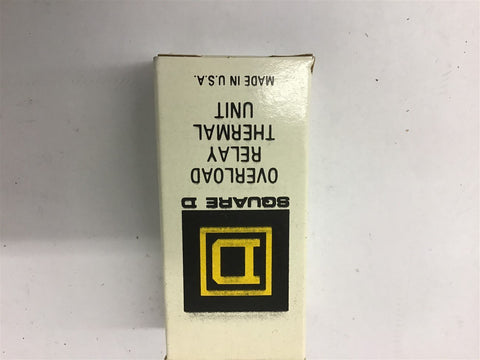 D
SQUARE D
OVERLOAD
RELAY
THERMAL
UNIT
MADE IN U.S.A.